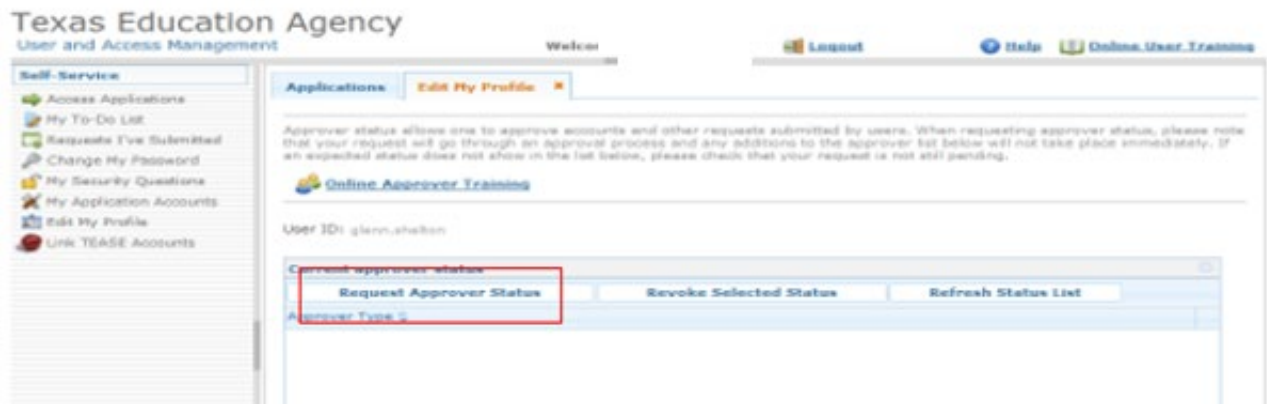 Texas Education Agency
User and Access Management
Welcom
Logout
Help
Online User Training
Self-Service
Access Applications
My To-Do List
Requests I've Submitted
Change My Password
My Security Questions
My Application Accounts
Edit My Profile
Link TEASE Accounts
Applications
Edit My Profile
Approver status allows one to approve accounts and other requests submitted by users. When requesting approver status, please note
that your request will go through an approval process and any additions to the approver list below will not take place immediately. If
an expected status does not show in the list below, please check that your request is not still pending.
Online Approver Training
User ID: glenn.shelton
Current approver status
Request Approver Status
Revoke Selected Status
Refresh Status List
Approver Type